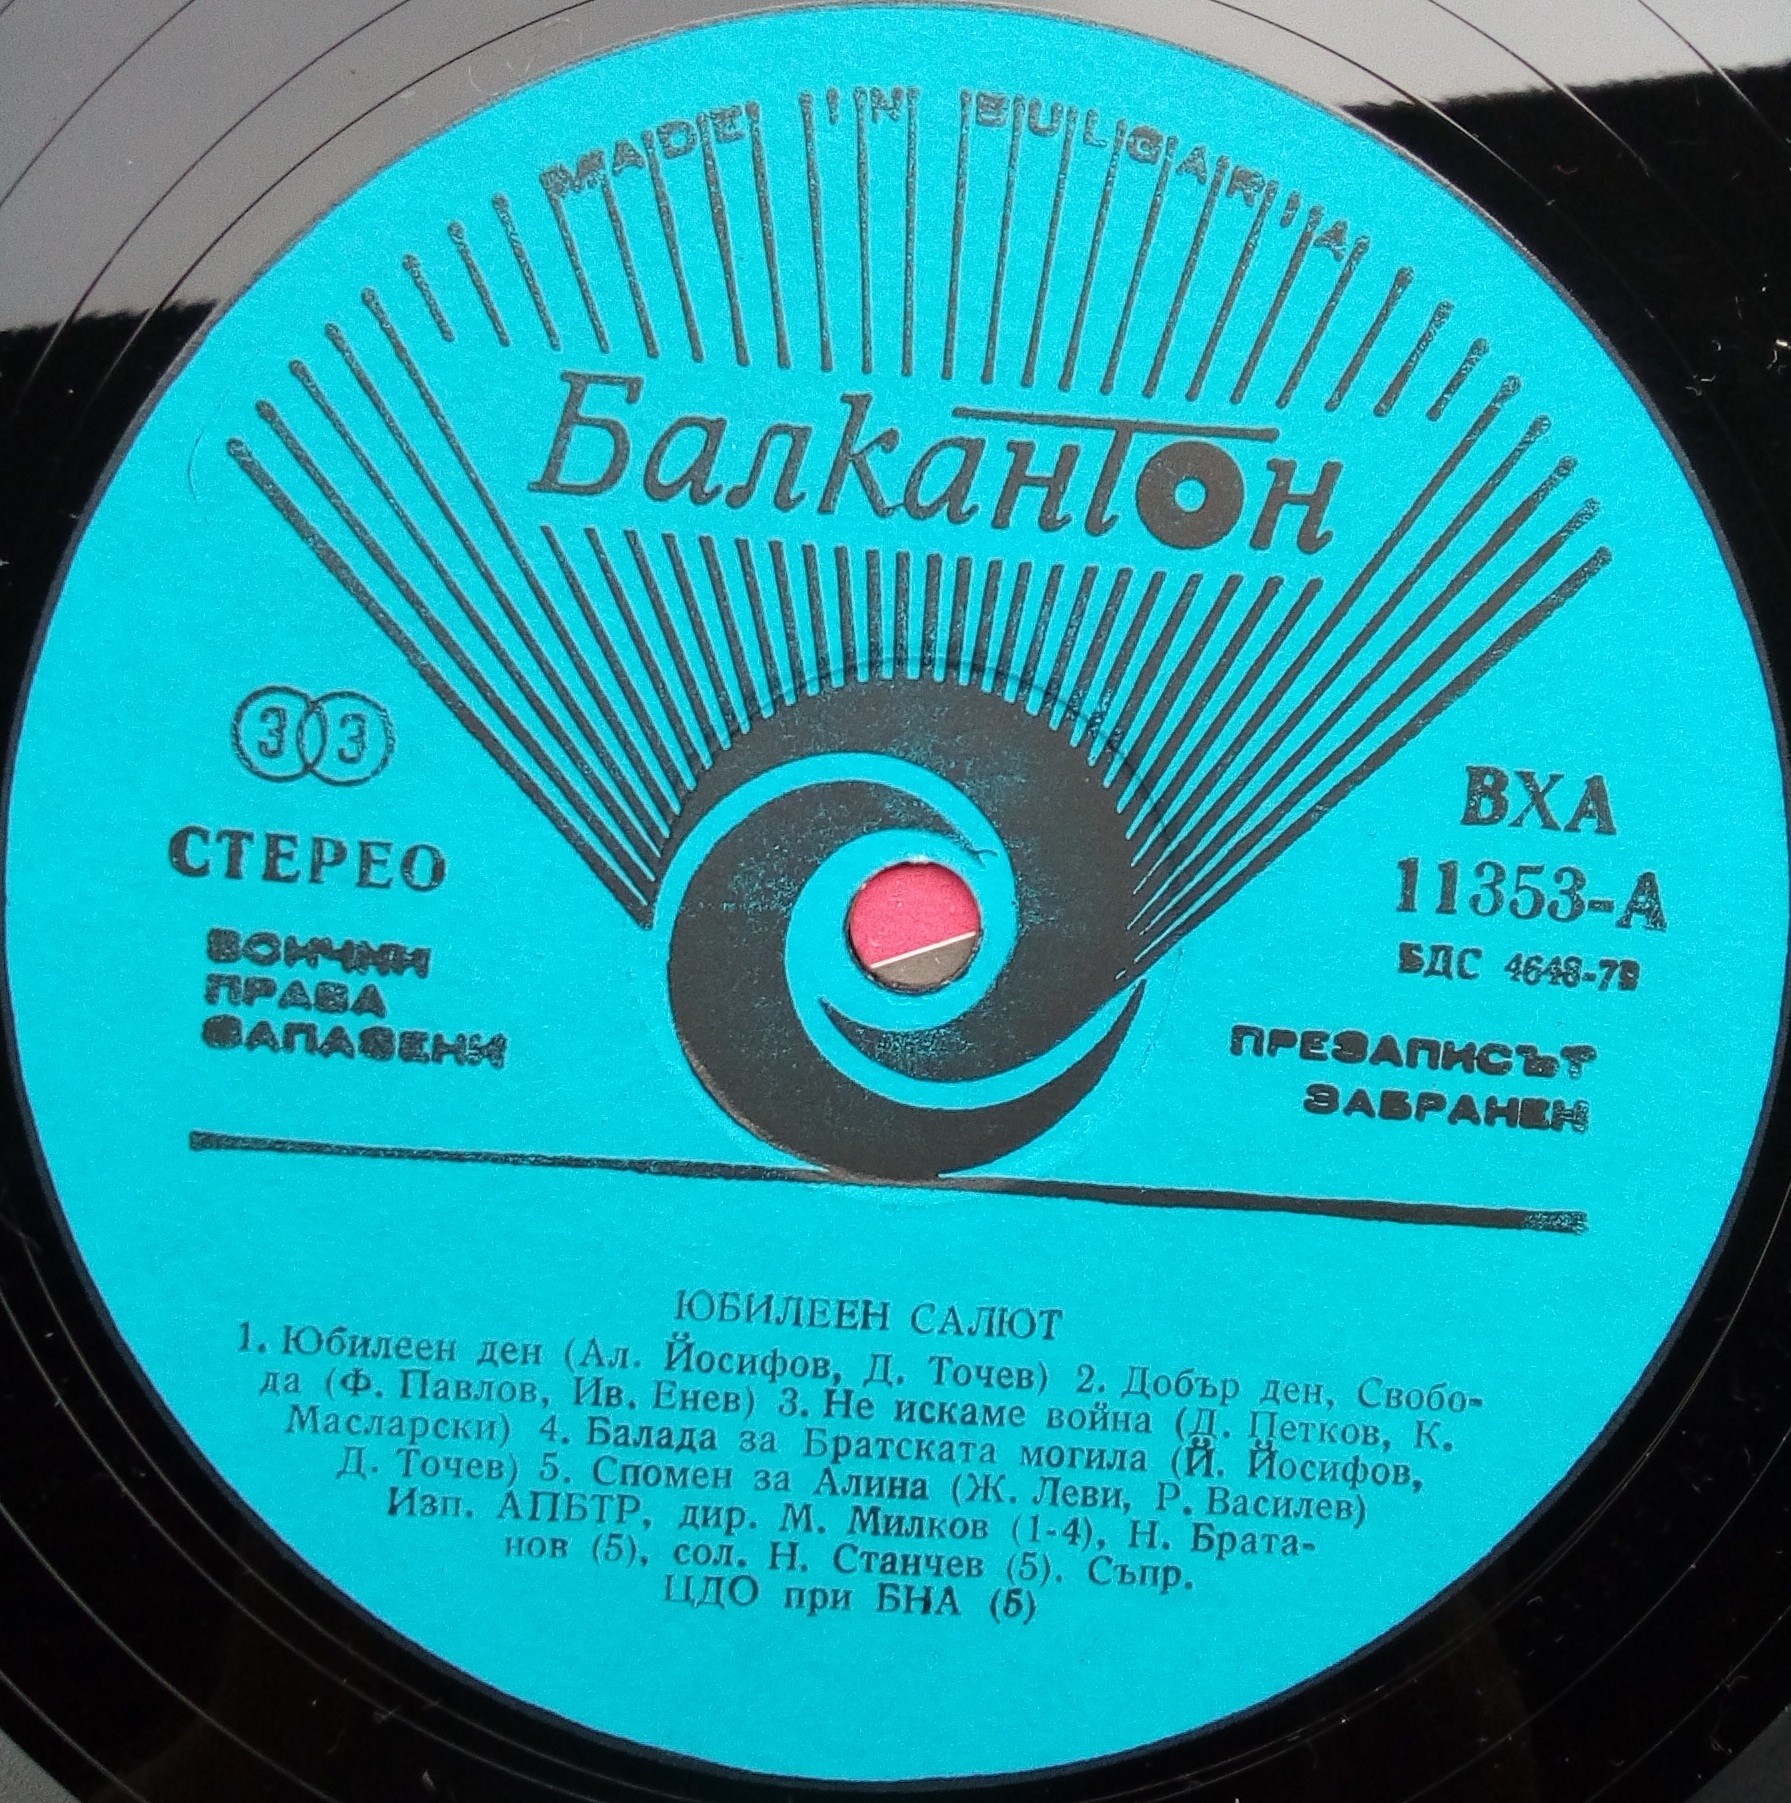 MADE IN BULGARIA
Балкантон
33
СТЕРЕО
ВСИЧКИ
ПРАВА
ЗАПАЗЕНИ
ВХА
11353-А
БДС 4648-78
ПРЕЗАПИСЪТ
ЗАБРАНЕН
ЮБИЛЕЕН САЛЮТ
1. Юбилеен ден (Ал. Йосифов, Д. Точев) 2. Добър ден, Свобо-
да (Ф. Павлов, Ив. Енев) 3. Не искаме война (Д. Петков, К.
Масларски) 4. Балада за Братската могила (Й. Йосифов,
Д. Точев) 5. Спомен за Алина (Ж. Леви, Р. Василев)
Изп. АПБТР, дир. М. Милков (1-4), Н. Брата-
нов (5), сол. Н. Станчев (5). Съпр.
ЦДО при БНА (5)